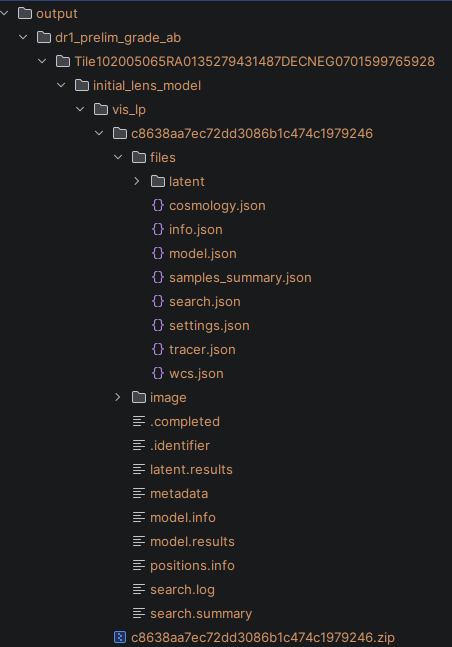 output
dr1_prelim_grade_ab
Tile102005065RA0135279431487DECNEG0701599765928
initial_lens_model
vis_lp
c8638aa7ec72dd3086b1c474c1979246
files
latent
cosmology.json
info.json
model.json
samples_summary.json
search.json
settings.json
tracer.json
wcs.json
image
.completed
.identifier
latent.results
metadata
model.info
model.results
positions.info
search.log
search.summary
c8638aa7ec72dd3086b1c474c1979246.zip